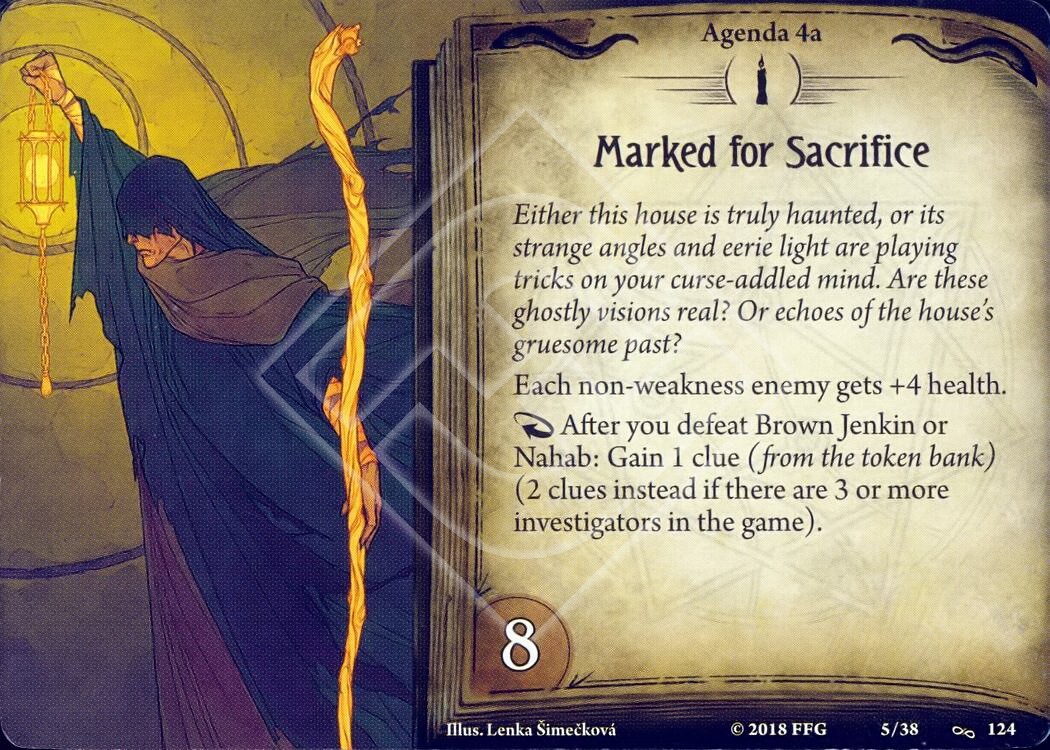 Agenda 4a
Marked for Sacrifice
Either this house is truly haunted, or its
strange angles and eerie light are playing
tricks on your curse-addled mind. Are these
ghostly visions real? Or echoes of the house's
gruesome past?
Each non-weakness enemy gets +4 health.
After you defeat Brown Jenkin or
Nahab: Gain 1 clue (from the token bank)
(2 clues instead if there are 3 or more
investigators in the game).
8
Illus. Lenka Šimečková © 2018 FFG 5/38 124